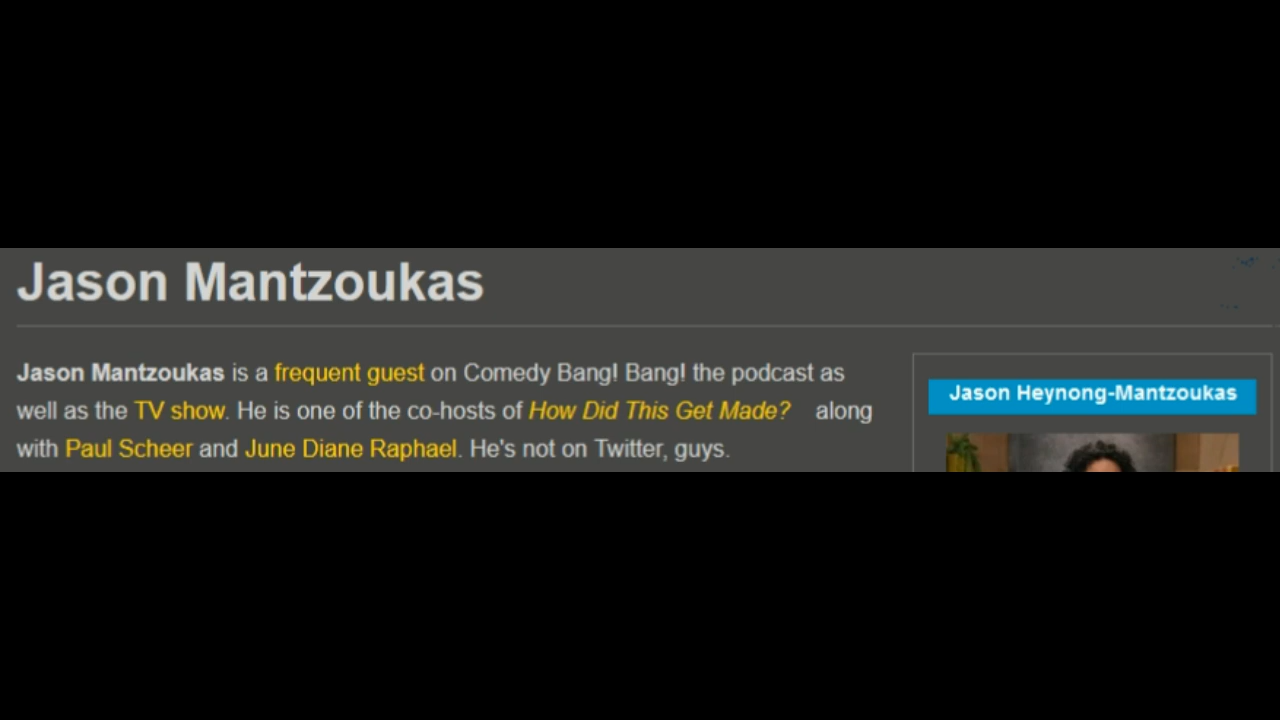 Jason Mantzoukas
Jason Mantzoukas is a frequent guest on Comedy Bang! Bang! the podcast as
well as the TV show. He is one of the co-hosts of How Did This Get Made? along
with Paul Scheer and June Diane Raphael. He's not on Twitter, guys.
Jason Heynong-Mantzoukas